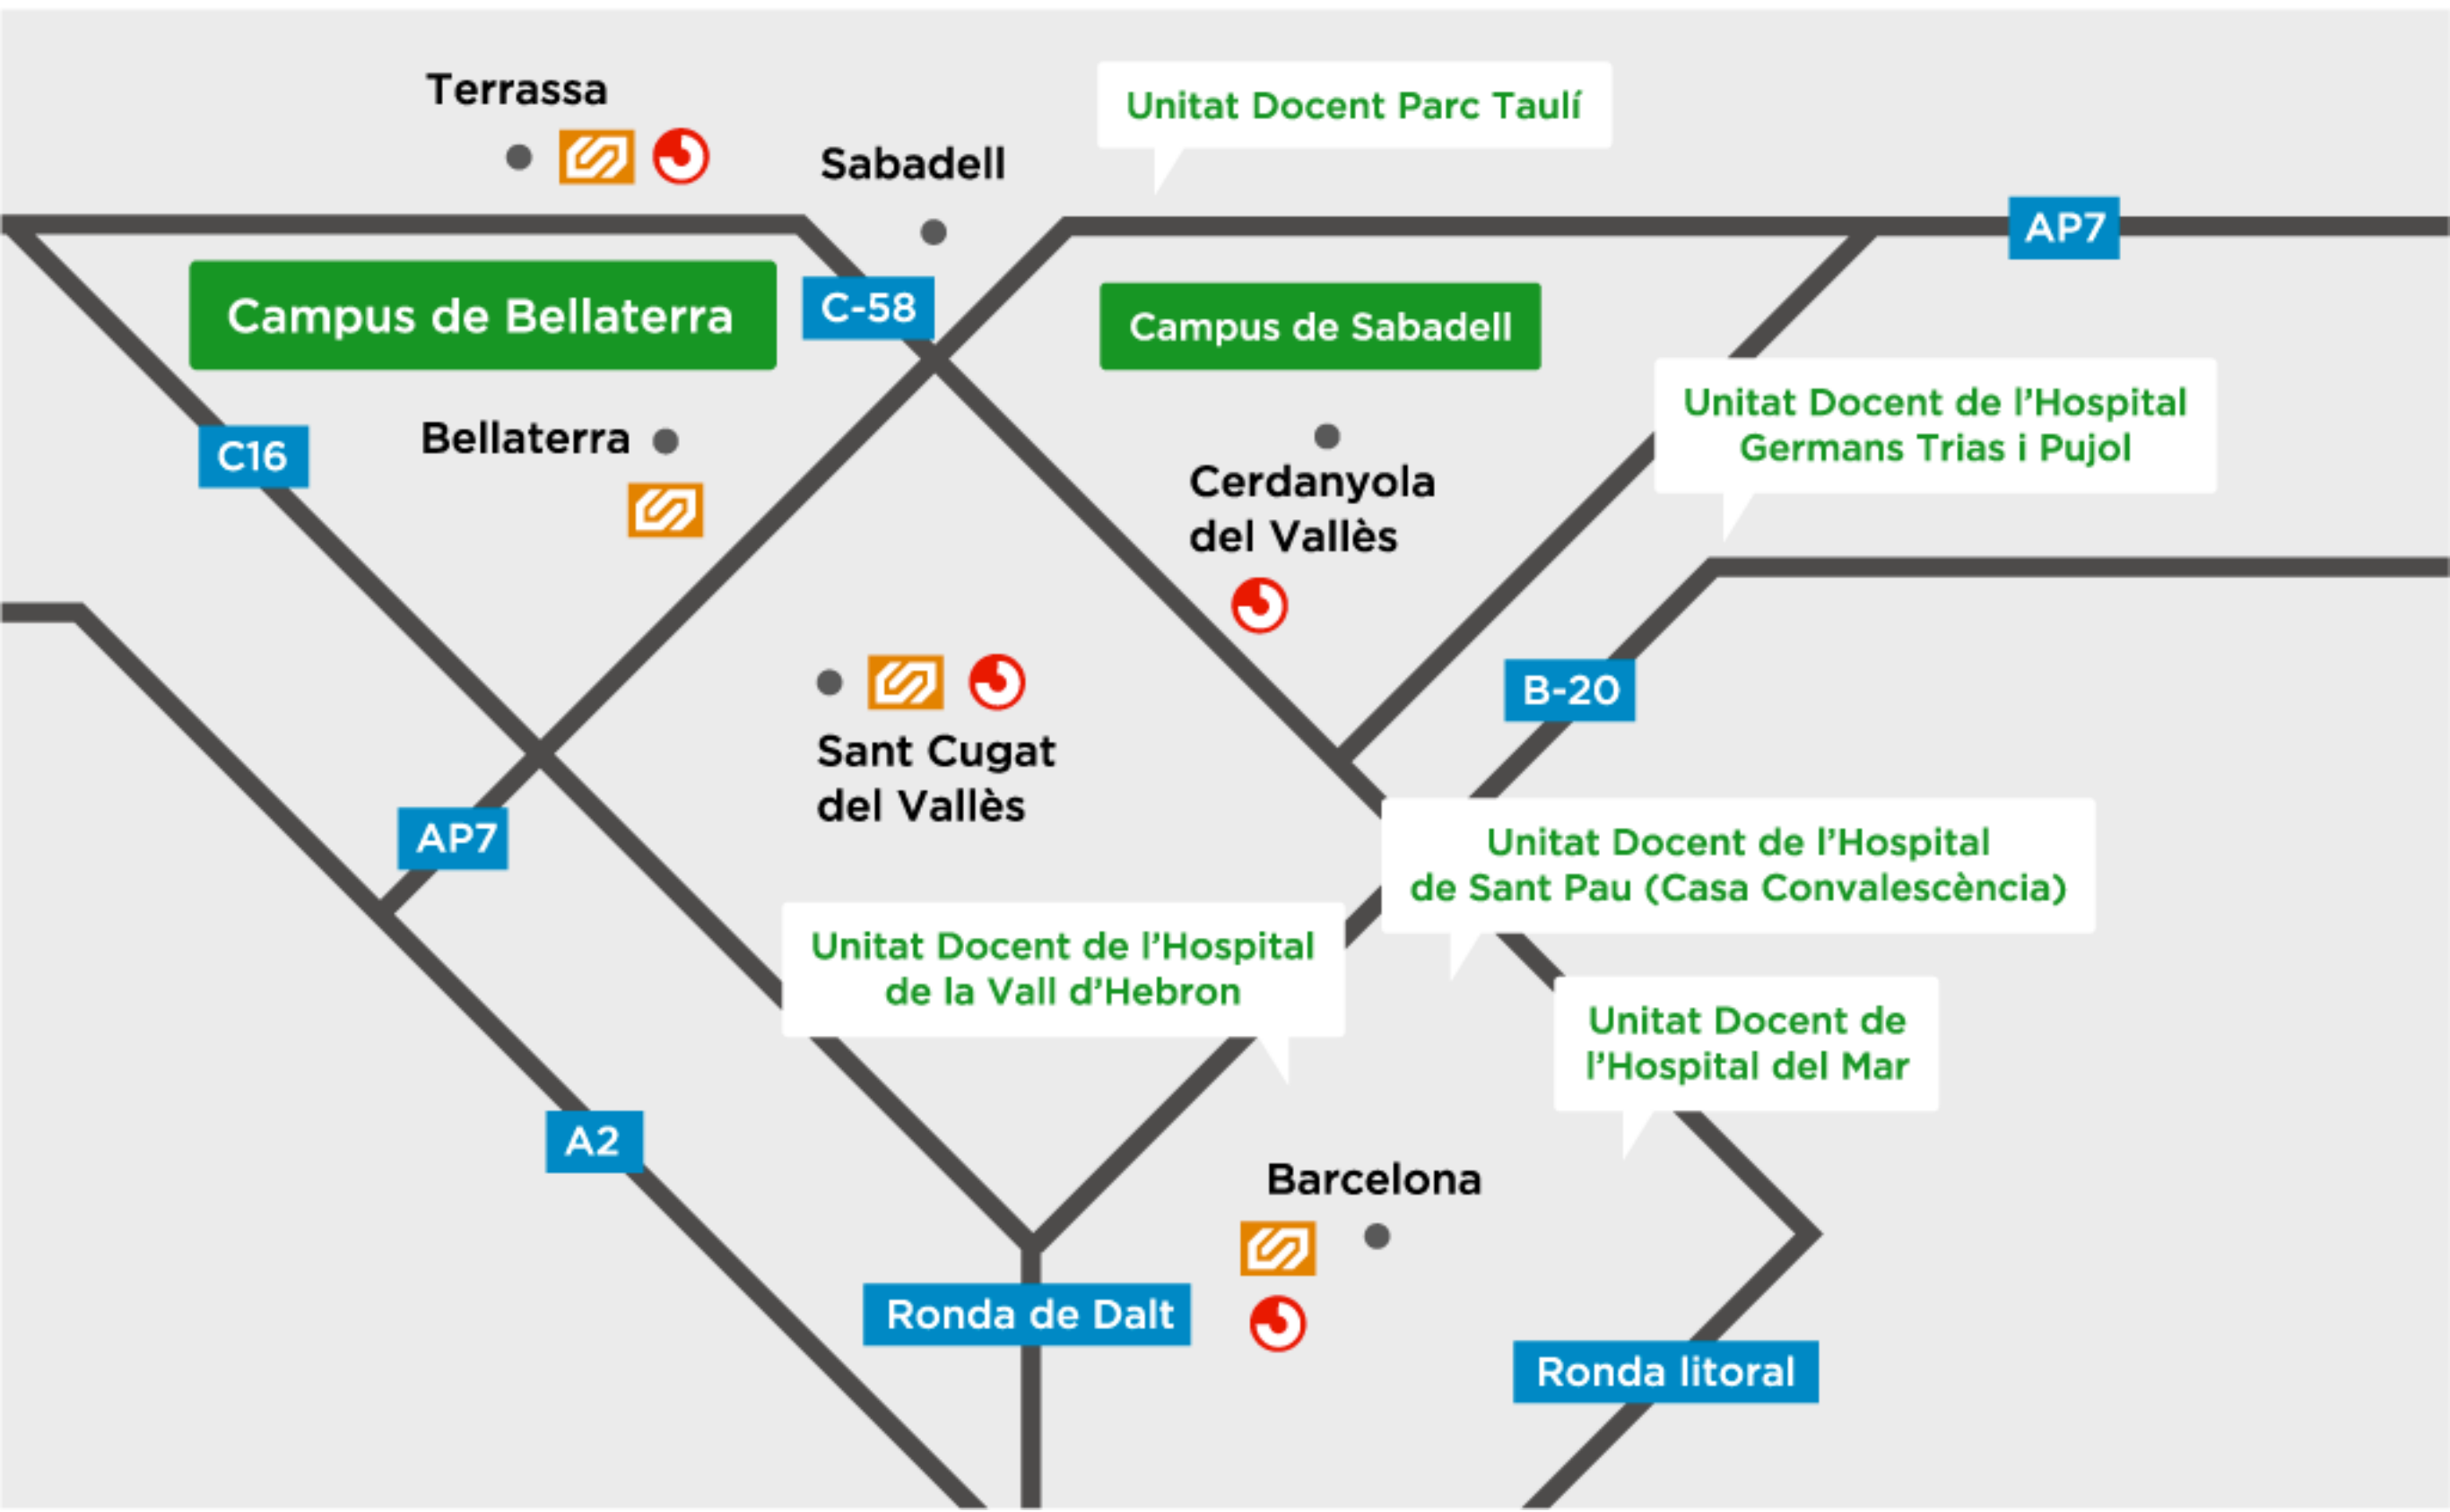 Terrassa
Unitat Docent Parc Taulí
Sabadell
AP7
Campus de Bellaterra
C-58
Campus de Sabadell
Unitat Docent de l'Hospital
Germans Trias i Pujol
Bellaterra
C16
Cerdanyola
del Vallès
B-20
Sant Cugat
del Vallès
AP7
Unitat Docent de l'Hospital
de Sant Pau (Casa Convalescència)
Unitat Docent de l'Hospital
de la Vall d'Hebron
Unitat Docent de
l'Hospital del Mar
A2
Barcelona
Ronda de Dalt
Ronda litoral